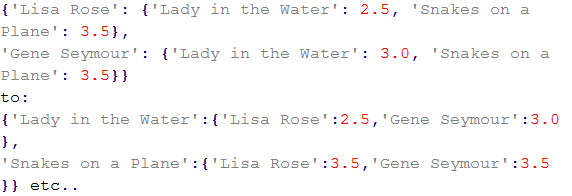 {'Lisa Rose': {'Lady in the Water': 2.5, 'Snakes on a
Plane': 3.5},
'Gene Seymour': {'Lady in the Water': 3.0, 'Snakes on a
Plane': 3.5}}
to:
{'Lady in the Water':{'Lisa Rose':2.5,'Gene Seymour':3.0
},
'Snakes on a Plane':{'Lisa Rose':3.5,'Gene Seymour':3.5
}} etc..